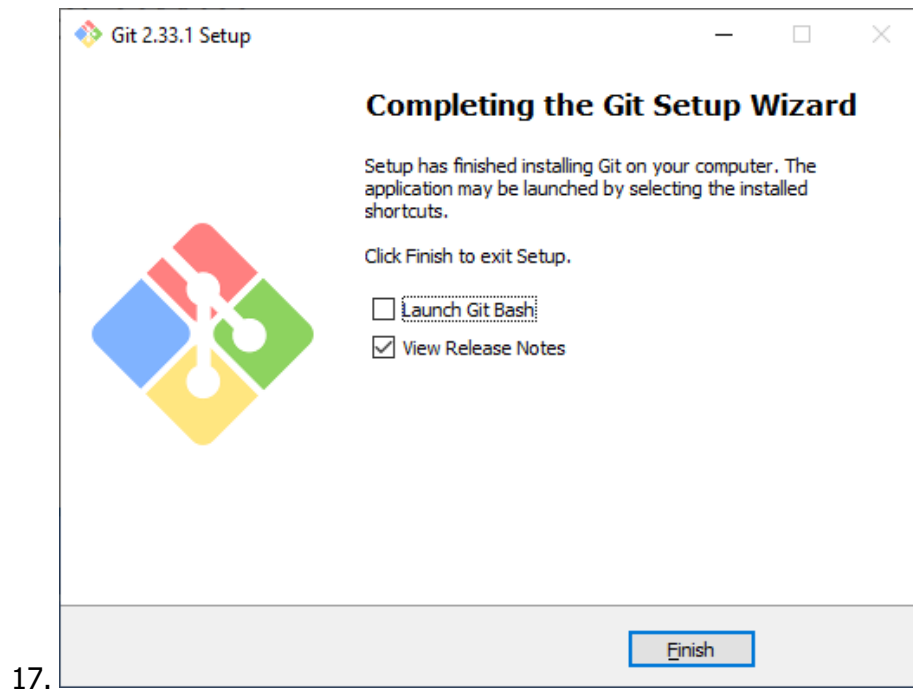 Git 2.33.1 Setup
Completing the Git Setup Wizard
Setup has finished installing Git on your computer. The
application may be launched by selecting the installed
shortcuts.
Click Finish to exit Setup.
Launch Git Bash
View Release Notes
Finish
17.